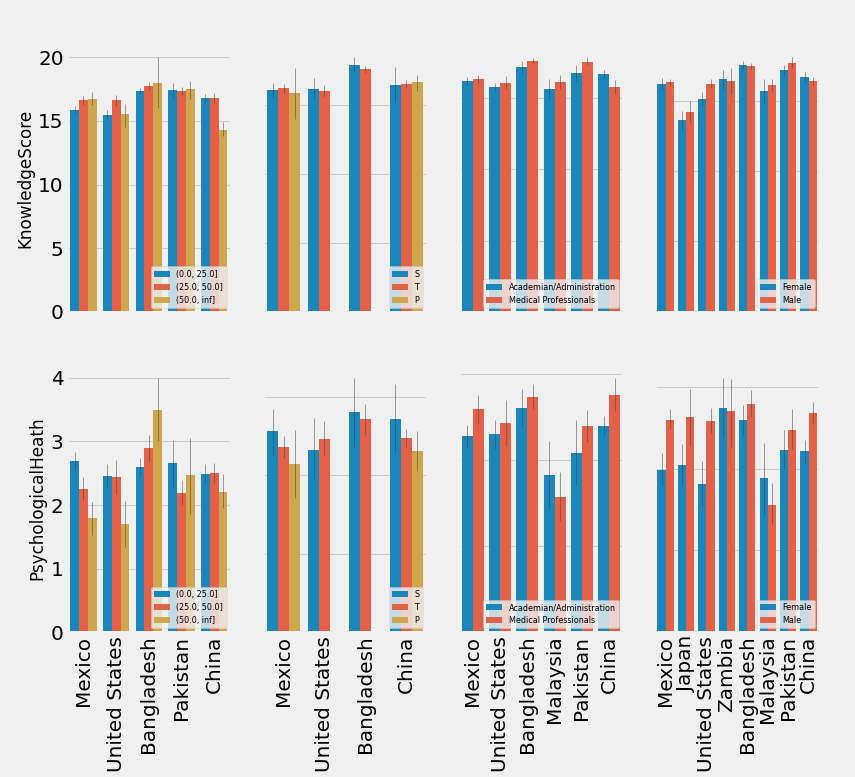 20
15
10
5
0
KnowledgeScore
(0.0, 25.0]
(25.0, 50.0]
(50.0, inf]
S
T
P
Academian/Administration
Medical Professionals
Female
Male
4
3
2
1
0
PsychologicalHeath
(0.0, 25.0]
(25.0, 50.0]
(50.0, inf]
S
T
P
Academian/Administration
Medical Professionals
Female
Male
Mexico
United States
Bangladesh
Pakistan
China
Mexico
United States
Bangladesh
China
Mexico
United States
Bangladesh
Malaysia
Pakistan
China
Mexico
Japan
United States
Zambia
Bangladesh
Malaysia
Pakistan
China